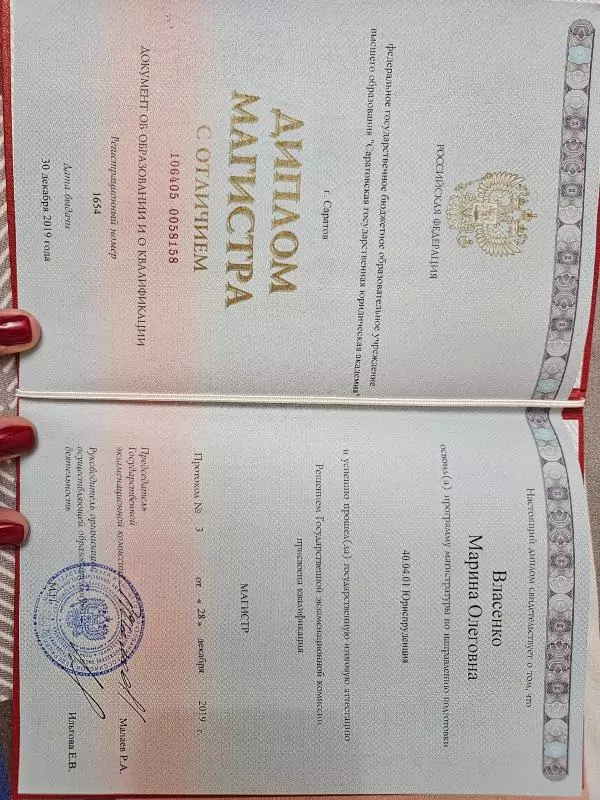 РОССИЙСКАЯ ФЕДЕРАЦИЯ
федеральное государственное бюджетное образовательное учреждение
высшего образования "Саратовская государственная юридическая академия"
г. Саратов
ДИПЛОМ
МАГИСТРА
С ОТЛИЧИЕМ
106405 0058158
ДОКУМЕНТ ОБ ОБРАЗОВАНИИ И О КВАЛИФИКАЦИИ
Регистрационный номер
1654
Дата выдачи
30 декабря 2019 года
Настоящий диплом свидетельствует о том, что
Власенко
Марина Олеговна
освоил(а) программу магистратуры по направлению подготовки
40.04.01 Юриспруденция
и успешно прошел(ла) государственную итоговую аттестацию
Решением Государственной экзаменационной комиссии
присвоена квалификация
МАГИСТР
Протокол № 3 от « 28 » декабря 2019 г.
Председатель
Государственной
экзаменационной комиссии
Малаев Р.А.
Руководитель организации,
осуществляющей образовательную
деятельность
Ильгова Е.В.
М.П.